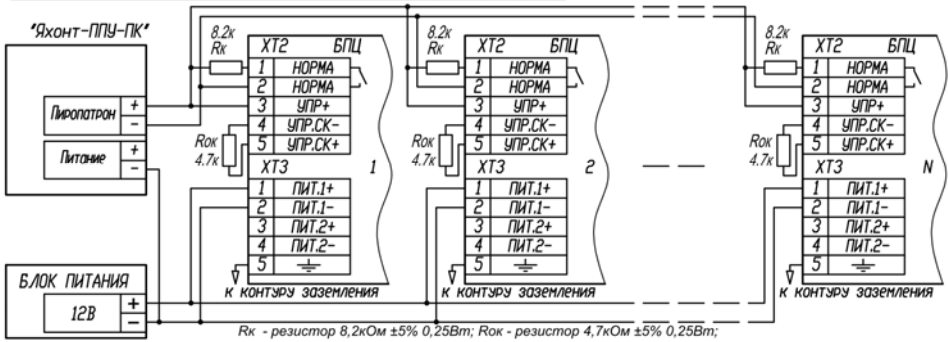 "Яхонт-ППУ-ПК"
Пиропатрон + −
Питание + −
БЛОК ПИТАНИЯ
12В + −
8.2к
Rк
Rок
4.7к
XT2 БПЦ
1 НОРМА
2 НОРМА
3 УПР+
4 УПР.СК-
5 УПР.СК+
XT3 1
1 ПИТ.1+
2 ПИТ.1-
3 ПИТ.2+
4 ПИТ.2-
5
к контуру заземления
8.2к
Rк
Rок
4.7к
XT2 БПЦ
1 НОРМА
2 НОРМА
3 УПР+
4 УПР.СК-
5 УПР.СК+
XT3 2
1 ПИТ.1+
2 ПИТ.1-
3 ПИТ.2+
4 ПИТ.2-
5
к контуру заземления
8.2к
Rк
Rок
4.7к
XT2 БПЦ
1 НОРМА
2 НОРМА
3 УПР+
4 УПР.СК-
5 УПР.СК+
XT3 N
1 ПИТ.1+
2 ПИТ.1-
3 ПИТ.2+
4 ПИТ.2-
5
к контуру заземления
Rк - резистор 8,2кОм ±5% 0,25Вт; Rок - резистор 4,7кОм ±5% 0,25Вт;